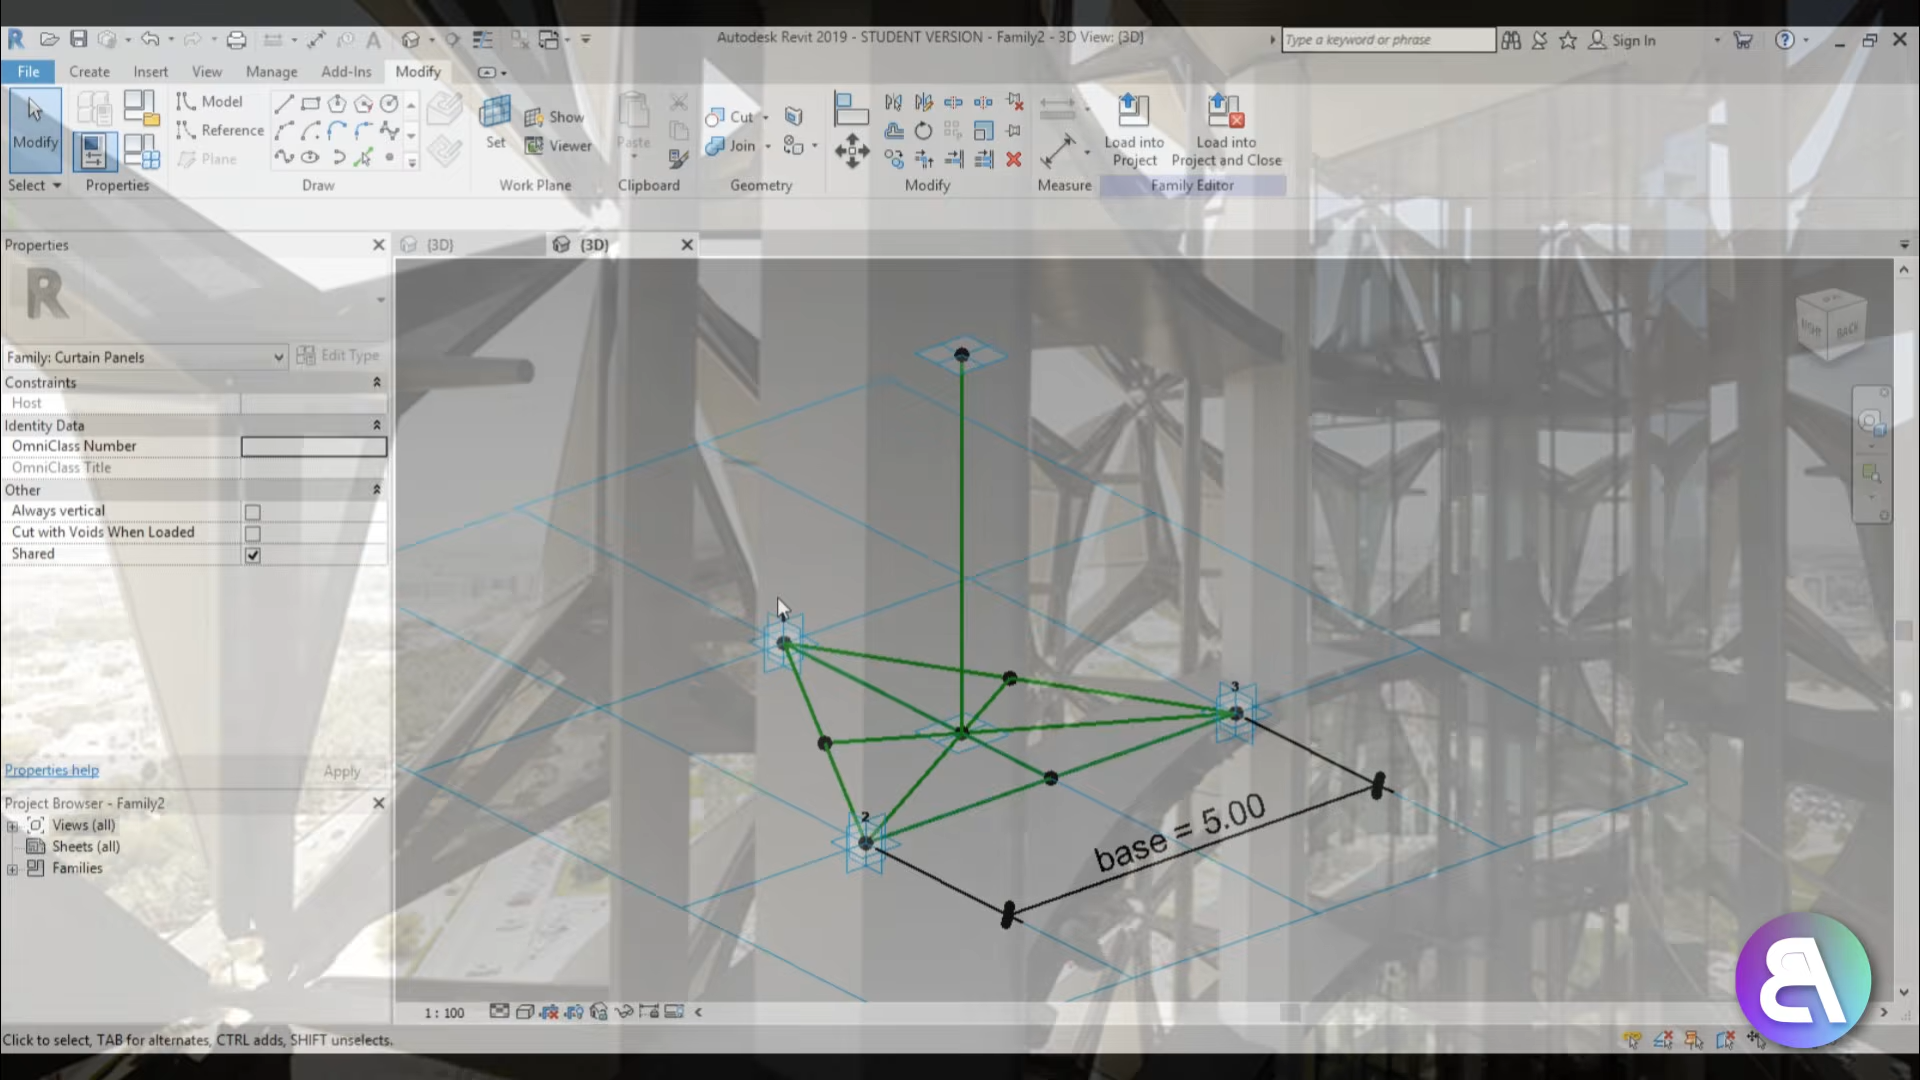 Autodesk Revit 2019 - STUDENT VERSION - Family2 - 3D View: {3D}
Type a keyword or phrase
Sign In
File Create Insert View Manage Add-Ins Modify
Modify
Model
Reference
Plane
Set
Show
Viewer
Paste
Cut
Join
Load into Project
Load into Project and Close
Select Properties Draw Work Plane Clipboard Geometry Modify Measure Family Editor
Properties
{3D}
{3D}
Family: Curtain Panels
Edit Type
Constraints
Host
Identity Data
OmniClass Number
OmniClass Title
Other
Always vertical
Cut with Voids When Loaded
Shared
RIGHT
BACK
3
2
base = 5.00
Properties help
Apply
Project Browser - Family2
Views (all)
Sheets (all)
Families
1 : 100
Click to select, TAB for alternates, CTRL adds, SHIFT unselects.